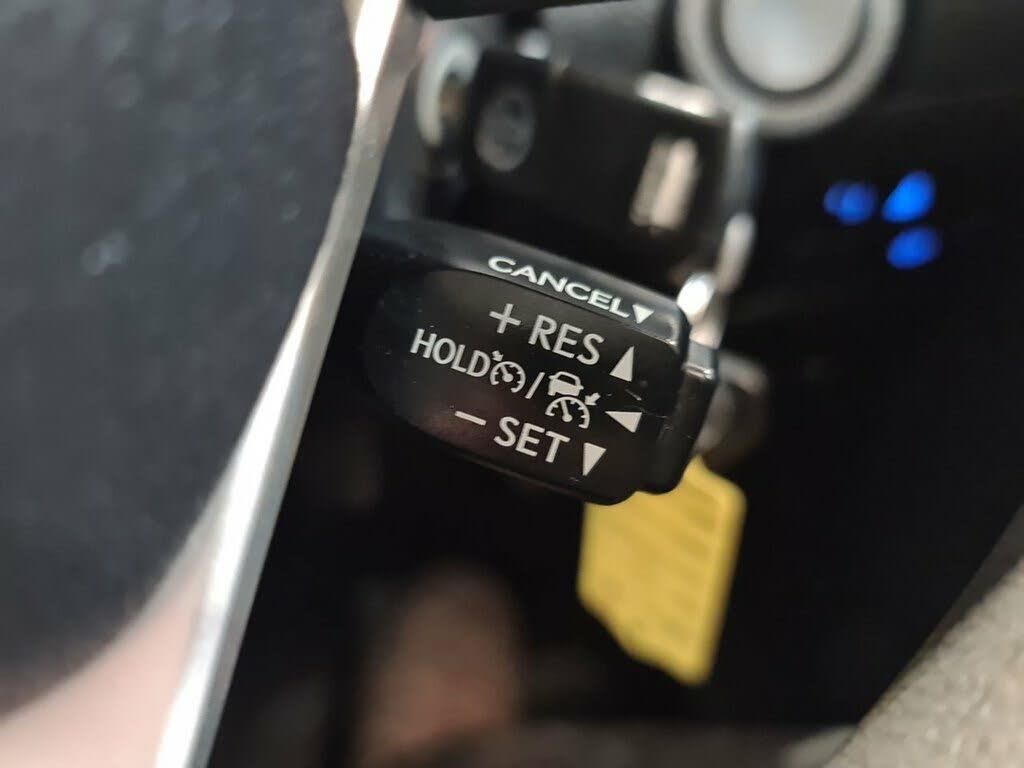 CANCEL▼
+ RES ▲
HOLD / ◀
− SET ▼